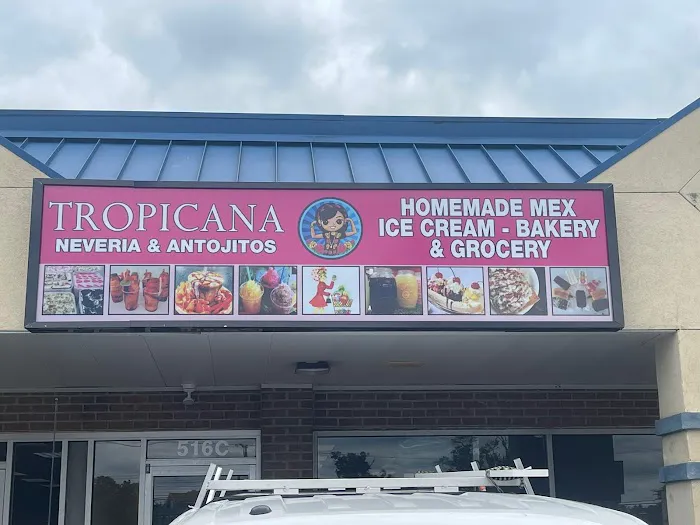 TROPICANA
NEVERIA & ANTOJITOS
HOMEMADE MEX
ICE CREAM - BAKERY
& GROCERY
516C